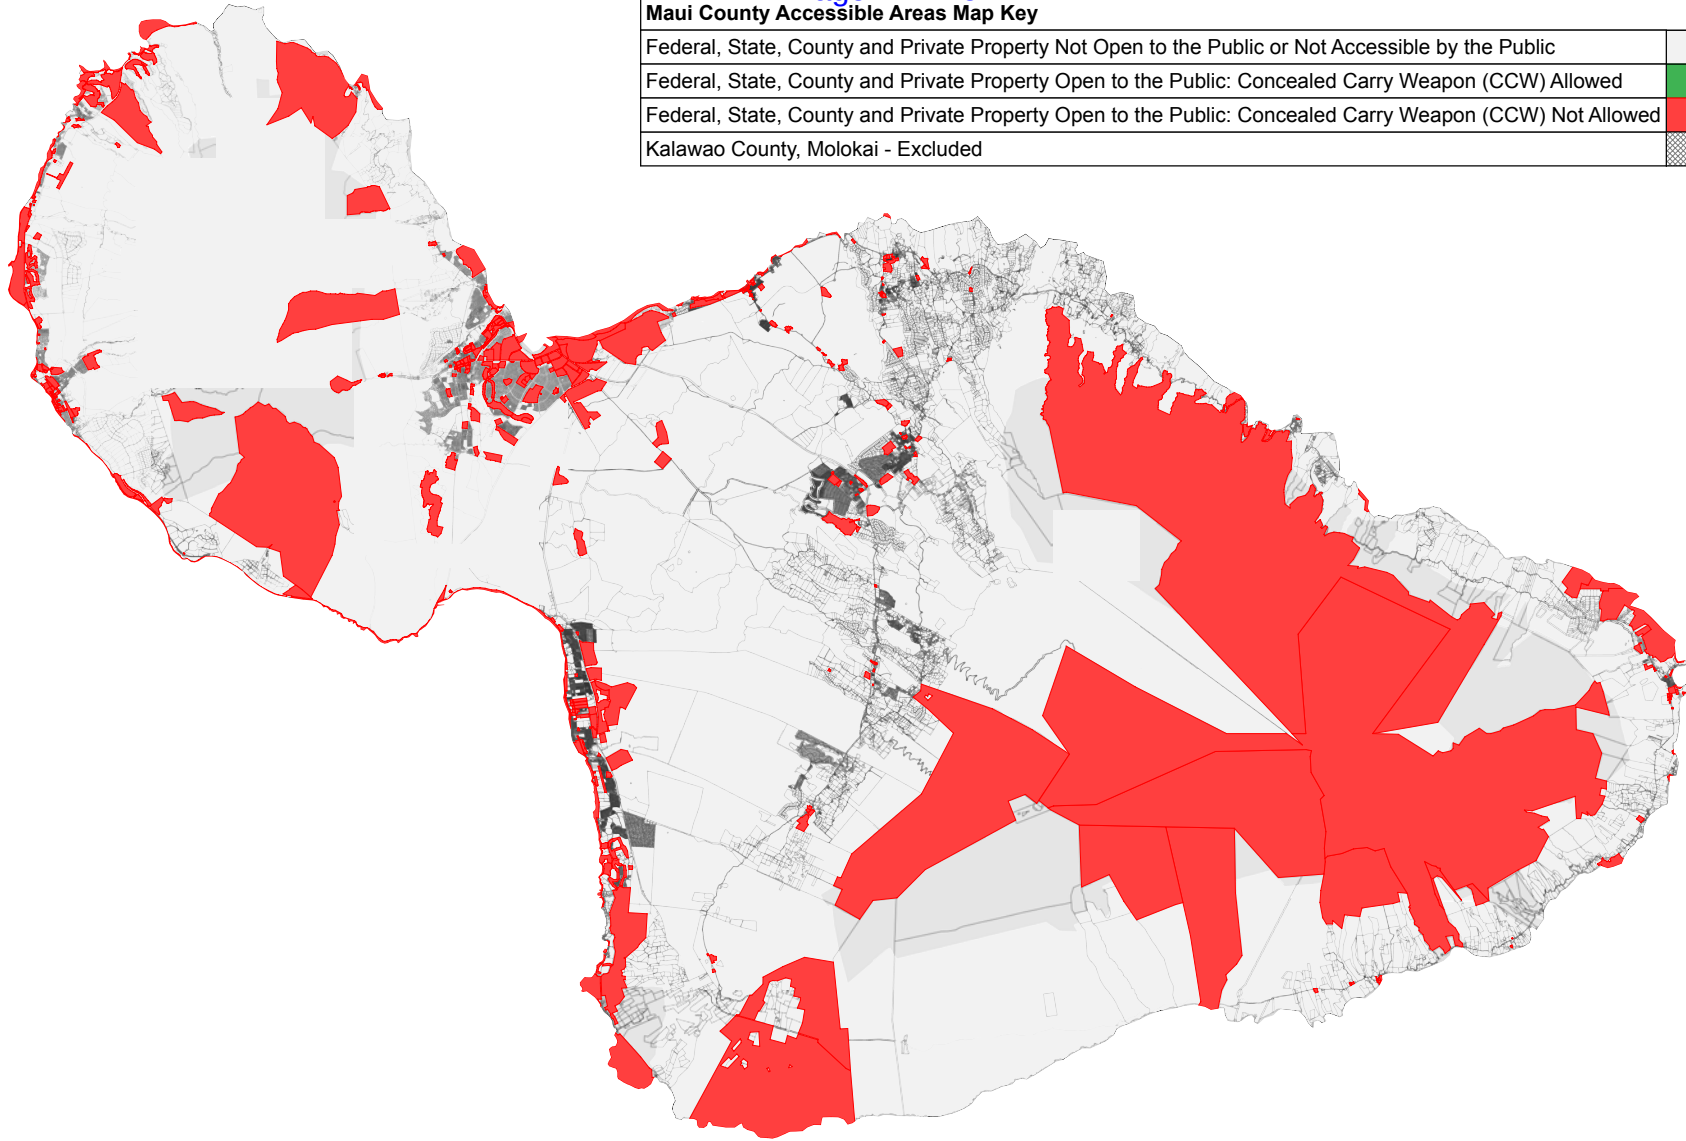 Maui County Accessible Areas Map Key
Federal, State, County and Private Property Not Open to the Public or Not Accessible by the Public
Federal, State, County and Private Property Open to the Public: Concealed Carry Weapon (CCW) Allowed
Federal, State, County and Private Property Open to the Public: Concealed Carry Weapon (CCW) Not Allowed
Kalawao County, Molokai - Excluded